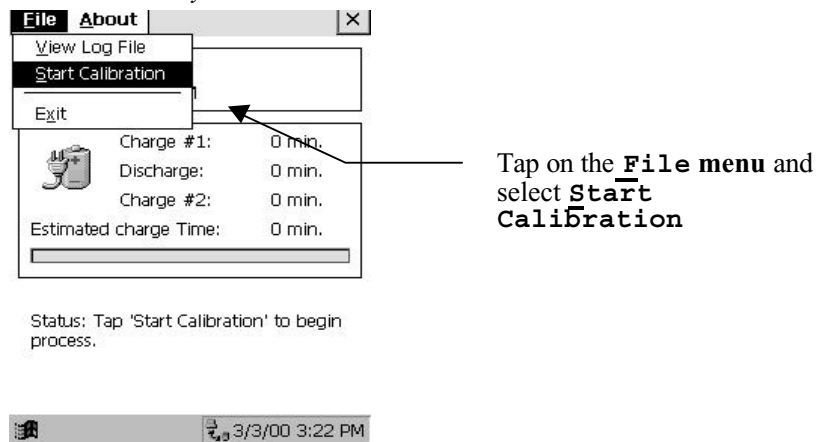 File About
View Log File
Start Calibration
Exit
Charge #1: 0 min.
Discharge: 0 min.
Charge #2: 0 min.
Estimated charge Time: 0 min.
Status: Tap 'Start Calibration' to begin
process.
3/3/00 3:22 PM
Tap on the File menu and
select Start
Calibration